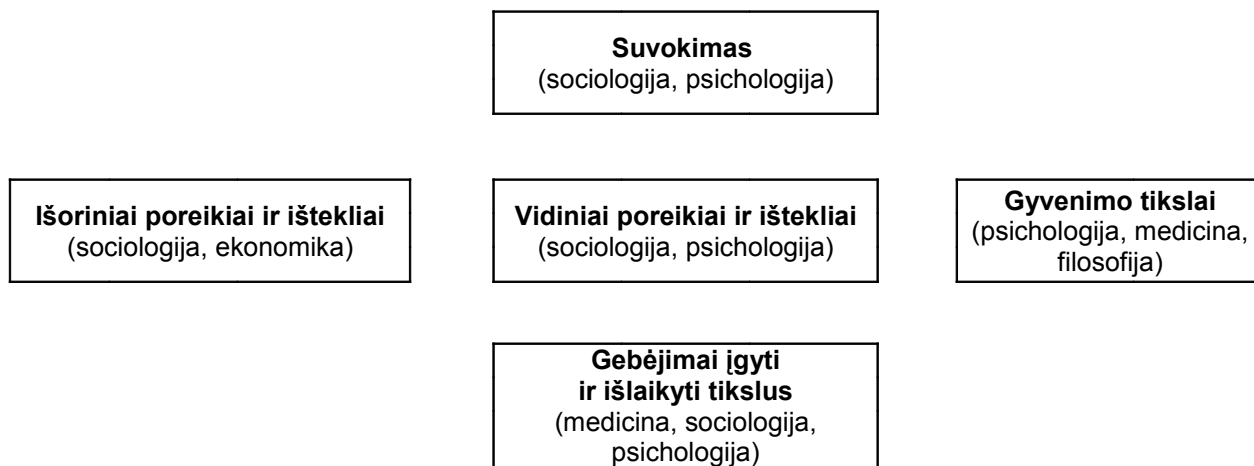 Suvokimas
(sociologija, psichologija)
Išoriniai poreikiai ir ištekliai
(sociologija, ekonomika)
Vidiniai poreikiai ir ištekliai
(sociologija, psichologija)
Gyvenimo tikslai
(psichologija, medicina,
filosofija)
Gebėjimai įgyti
ir išlaikyti tikslus
(medicina, sociologija,
psichologija)